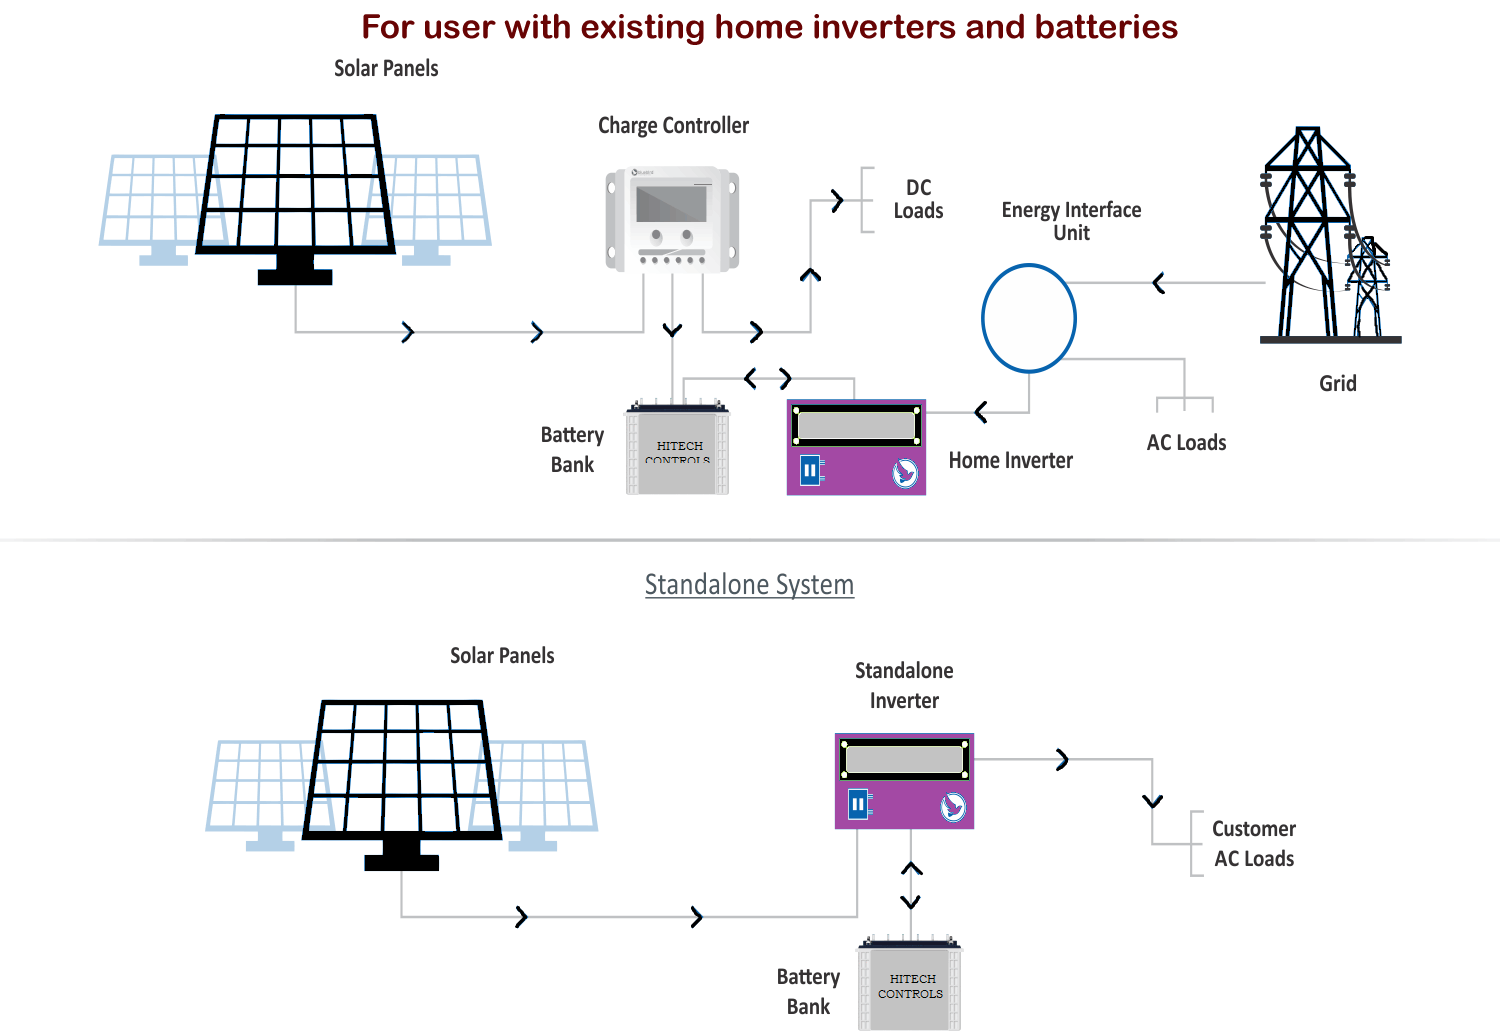 For user with existing home inverters and batteries
Solar Panels
Charge Controller
DC
Loads
Energy Interface
Unit
Grid
AC Loads
Battery
Bank
HITECH
CONTROLS
Home Inverter
Standalone System
Solar Panels
Standalone
Inverter
Customer
AC Loads
Battery
Bank
HITECH
CONTROLS